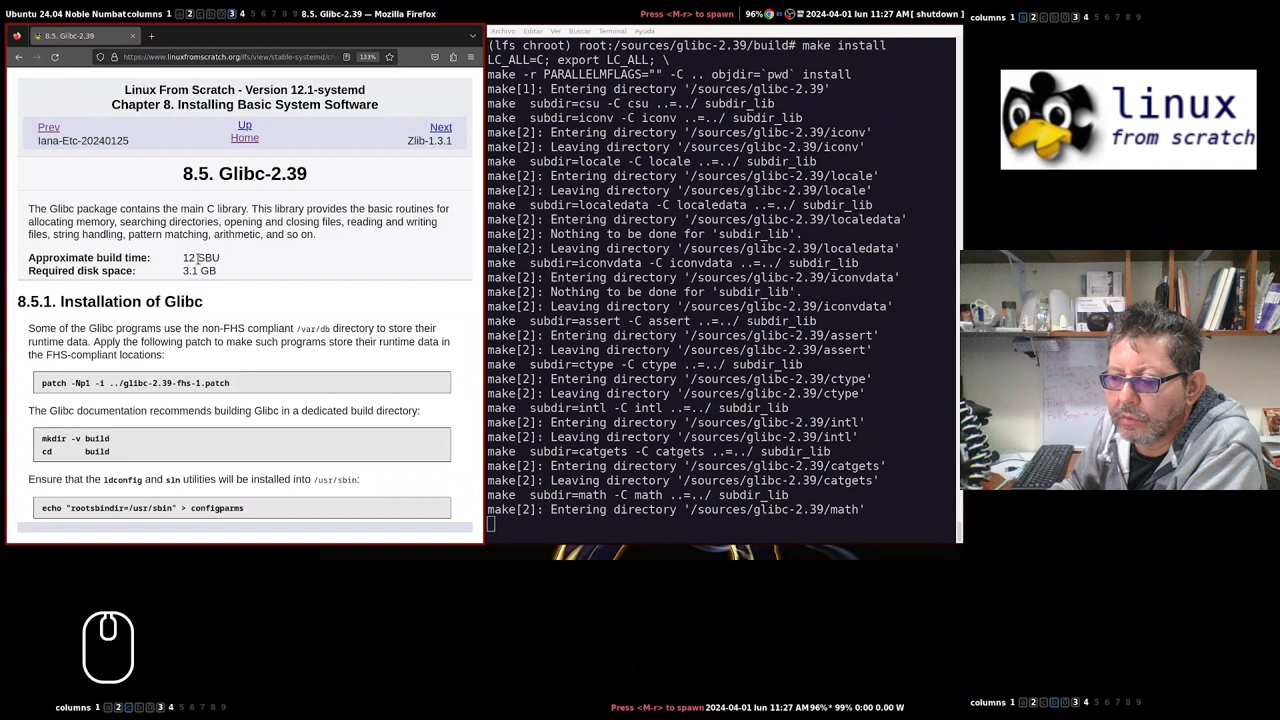 Ubuntu 24.04 Noble Numbat columns 1 a 2 c b 0 3 4 5 6 7 8 9 8.5. Glibc-2.39 — Mozilla Firefox
Press <M-r> to spawn 96% 2024-04-01 lun 11:27 AM [ shutdown ]
columns 1 a 2 c b 0 3 4 5 6 7 8 9
8.5. Glibc-2.39
https://www.linuxfromscratch.org/lfs/view/stable-systemd/ch
133%
Linux From Scratch - Version 12.1-systemd
Chapter 8. Installing Basic System Software
Prev
Up
Next
Iana-Etc-20240125
Home
Zlib-1.3.1
8.5. Glibc-2.39
The Glibc package contains the main C library. This library provides the basic routines for
allocating memory, searching directories, opening and closing files, reading and writing
files, string handling, pattern matching, arithmetic, and so on.
Approximate build time: 12 SBU
Required disk space: 3.1 GB
8.5.1. Installation of Glibc
Some of the Glibc programs use the non-FHS compliant /var/db directory to store their
runtime data. Apply the following patch to make such programs store their runtime data in
the FHS-compliant locations:
patch -Np1 -i ../glibc-2.39-fhs-1.patch
The Glibc documentation recommends building Glibc in a dedicated build directory:
mkdir -v build
cd build
Ensure that the ldconfig and sln utilities will be installed into /usr/sbin:
echo "rootsbindir=/usr/sbin" > configparms
Archivo Editar Ver Buscar Terminal Ayuda
(lfs chroot) root:/sources/glibc-2.39/build# make install
LC_ALL=C; export LC_ALL; \
make -r PARALLELMFLAGS="" -C .. objdir=`pwd` install
make[1]: Entering directory '/sources/glibc-2.39'
make subdir=csu -C csu ..=../ subdir_lib
make subdir=iconv -C iconv ..=../ subdir_lib
make[2]: Entering directory '/sources/glibc-2.39/iconv'
make[2]: Leaving directory '/sources/glibc-2.39/iconv'
make subdir=locale -C locale ..=../ subdir_lib
make[2]: Entering directory '/sources/glibc-2.39/locale'
make[2]: Leaving directory '/sources/glibc-2.39/locale'
make subdir=localedata -C localedata ..=../ subdir_lib
make[2]: Entering directory '/sources/glibc-2.39/localedata'
make[2]: Nothing to be done for 'subdir_lib'.
make[2]: Leaving directory '/sources/glibc-2.39/localedata'
make subdir=iconvdata -C iconvdata ..=../ subdir_lib
make[2]: Entering directory '/sources/glibc-2.39/iconvdata'
make[2]: Nothing to be done for 'subdir_lib'.
make[2]: Leaving directory '/sources/glibc-2.39/iconvdata'
make subdir=assert -C assert ..=../ subdir_lib
make[2]: Entering directory '/sources/glibc-2.39/assert'
make[2]: Leaving directory '/sources/glibc-2.39/assert'
make subdir=ctype -C ctype ..=../ subdir_lib
make[2]: Entering directory '/sources/glibc-2.39/ctype'
make[2]: Leaving directory '/sources/glibc-2.39/ctype'
make subdir=intl -C intl ..=../ subdir_lib
make[2]: Entering directory '/sources/glibc-2.39/intl'
make[2]: Leaving directory '/sources/glibc-2.39/intl'
make subdir=catgets -C catgets ..=../ subdir_lib
make[2]: Entering directory '/sources/glibc-2.39/catgets'
make[2]: Leaving directory '/sources/glibc-2.39/catgets'
make subdir=math -C math ..=../ subdir_lib
make[2]: Entering directory '/sources/glibc-2.39/math'
linux
from scratch
columns 1 a 2 c b 0 3 4 5 6 7 8 9
Press <M-r> to spawn 2024-04-01 lun 11:27 AM 96%* 99% 0:00 0.00 W
columns 1 a 2 c b 0 3 4 5 6 7 8 9